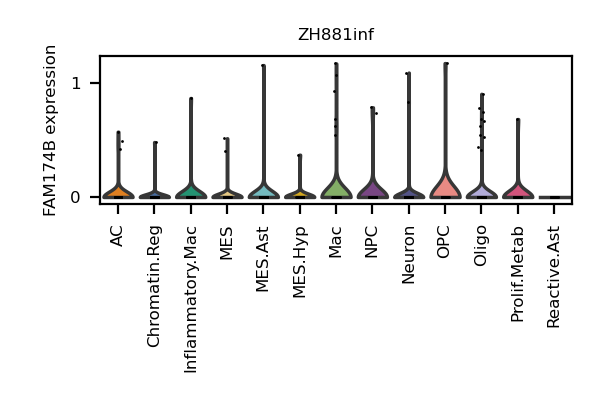 ZH881inf
FAM174B expression
1
0
AC
Chromatin.Reg
Inflammatory.Mac
MES
MES.Ast
MES.Hyp
Mac
NPC
Neuron
OPC
Oligo
Prolif.Metab
Reactive.Ast